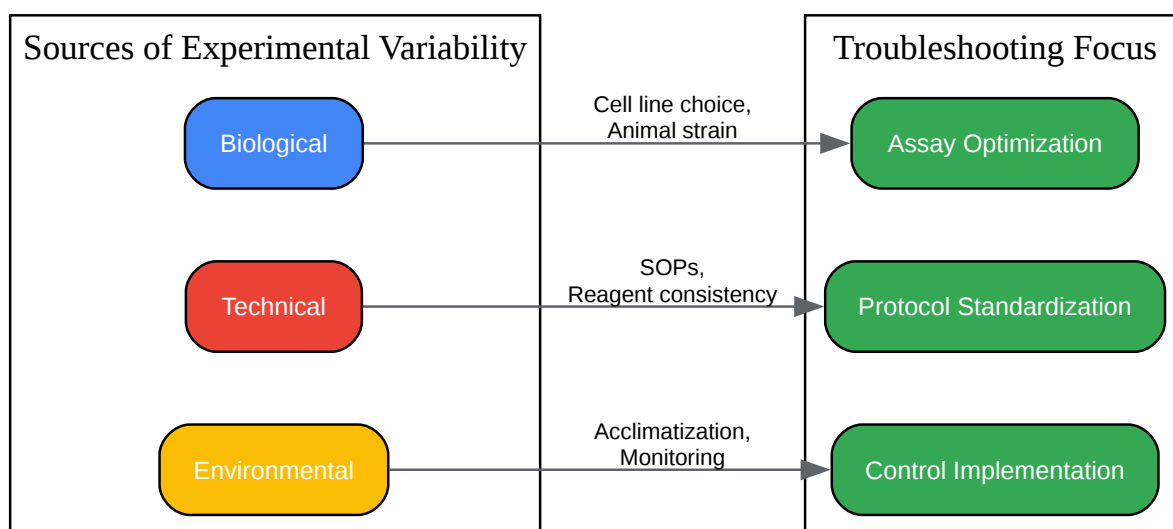 Sources of Experimental Variability
Troubleshooting Focus
Biological
Cell line choice,
Animal strain
Assay Optimization
Technical
SOPs,
Reagent consistency
Protocol Standardization
Environmental
Acclimatization,
Monitoring
Control Implementation